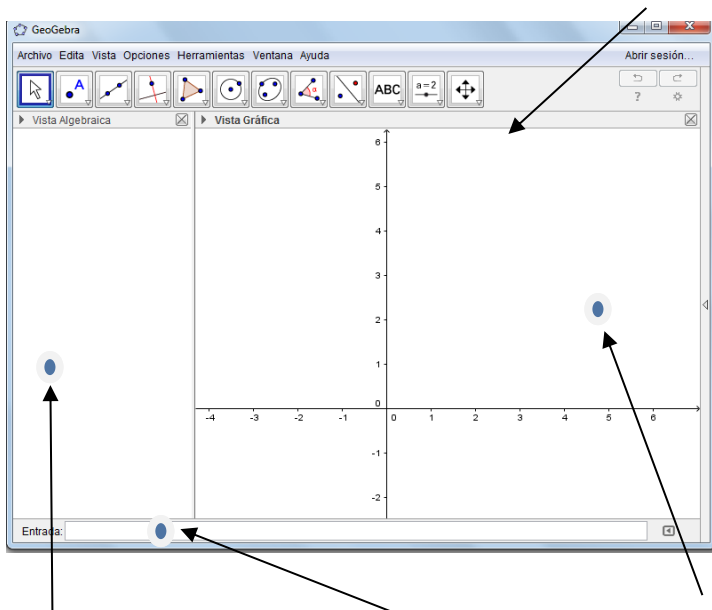 GeoGebra
Archivo Edita Vista Opciones Herramientas Ventana Ayuda Abrir sesión...
A α ABC a=2
?
Vista Algebraica Vista Gráfica
6
5
4
3
2
1
0
-4 -3 -2 -1 0 1 2 3 4 5 6
-1
-2
Entrada: